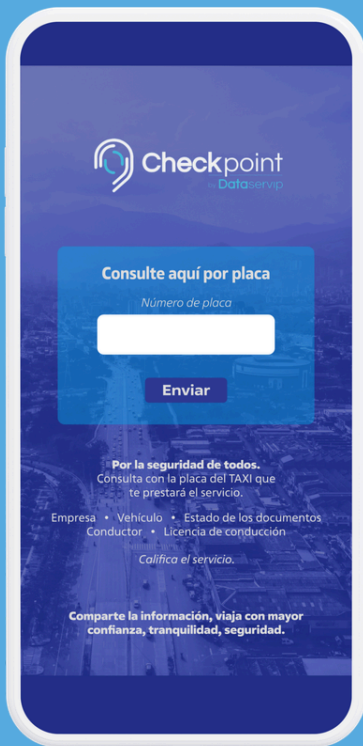 Checkpoint
by Dataservip
Consulte aquí por placa
Número de placa
Enviar
Por la seguridad de todos.
Consulta con la placa del TAXI que
te prestará el servicio.
Empresa • Vehículo • Estado de los documentos
Conductor • Licencia de conducción
Califica el servicio.
Comparte la información, viaja con mayor
confianza, tranquilidad, seguridad.